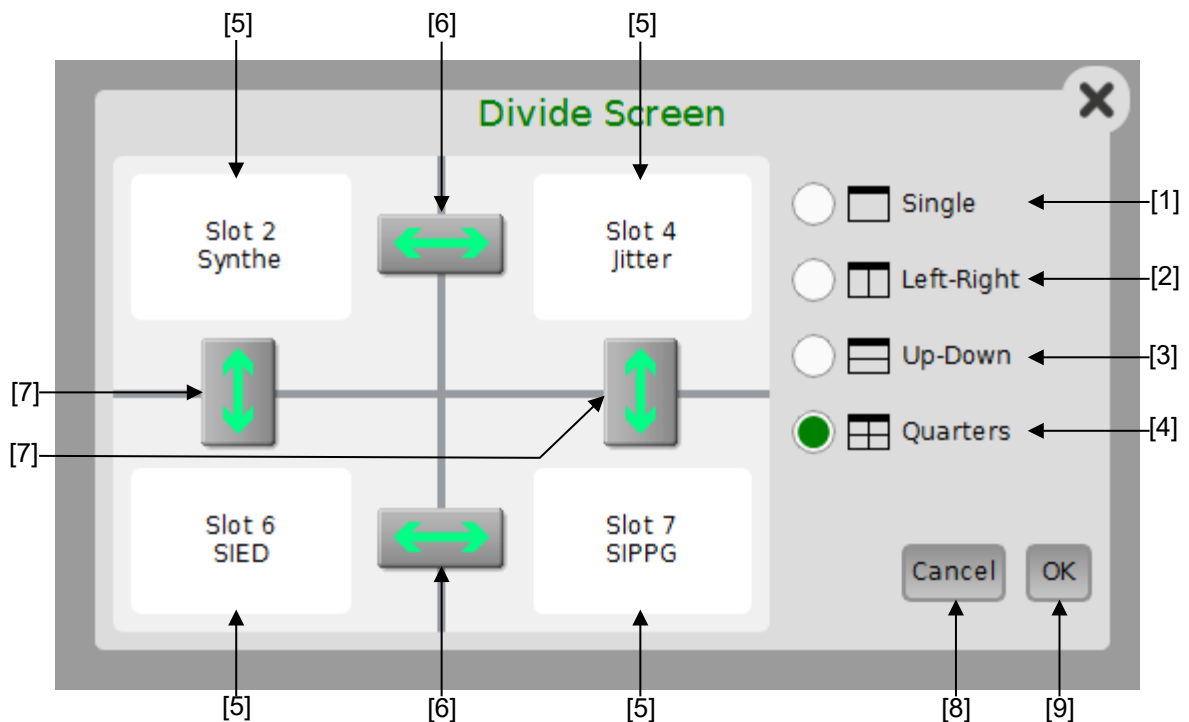 [5]
[6]
[5]
Divide Screen
Slot 2
Synthe
Slot 4
Jitter
Single
[1]
Left-Right
[2]
Up-Down
[3]
Quarters
[4]
[7]
[7]
Slot 6
SIED
Slot 7
SIPPG
Cancel
OK
[5]
[6]
[5]
[8]
[9]